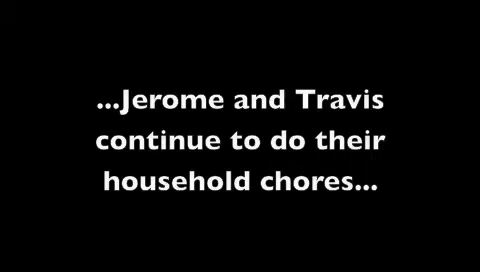 ...Jerome and Travis
continue to do their
household chores...